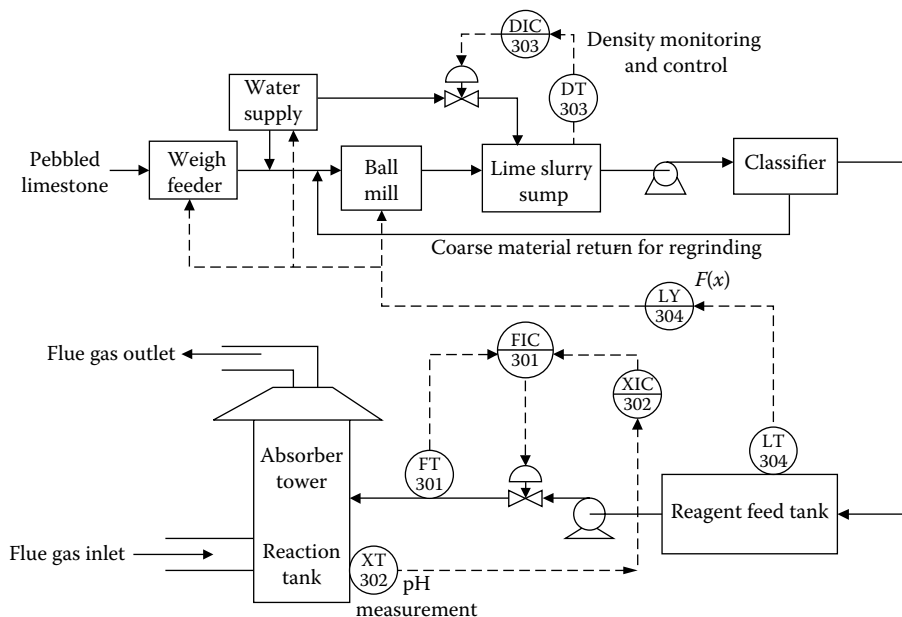 DIC
303
Density monitoring
and control
DT
303
Water
supply
Pebbled
limestone
Weigh
feeder
Ball
mill
Lime slurry
sump
Classifier
Coarse material return for regrinding
F(x)
LY
304
Flue gas outlet
FIC
301
XIC
302
Absorber
tower
FT
301
LT
304
Reagent feed tank
Flue gas inlet
Reaction
tank
XT
302
pH
measurement